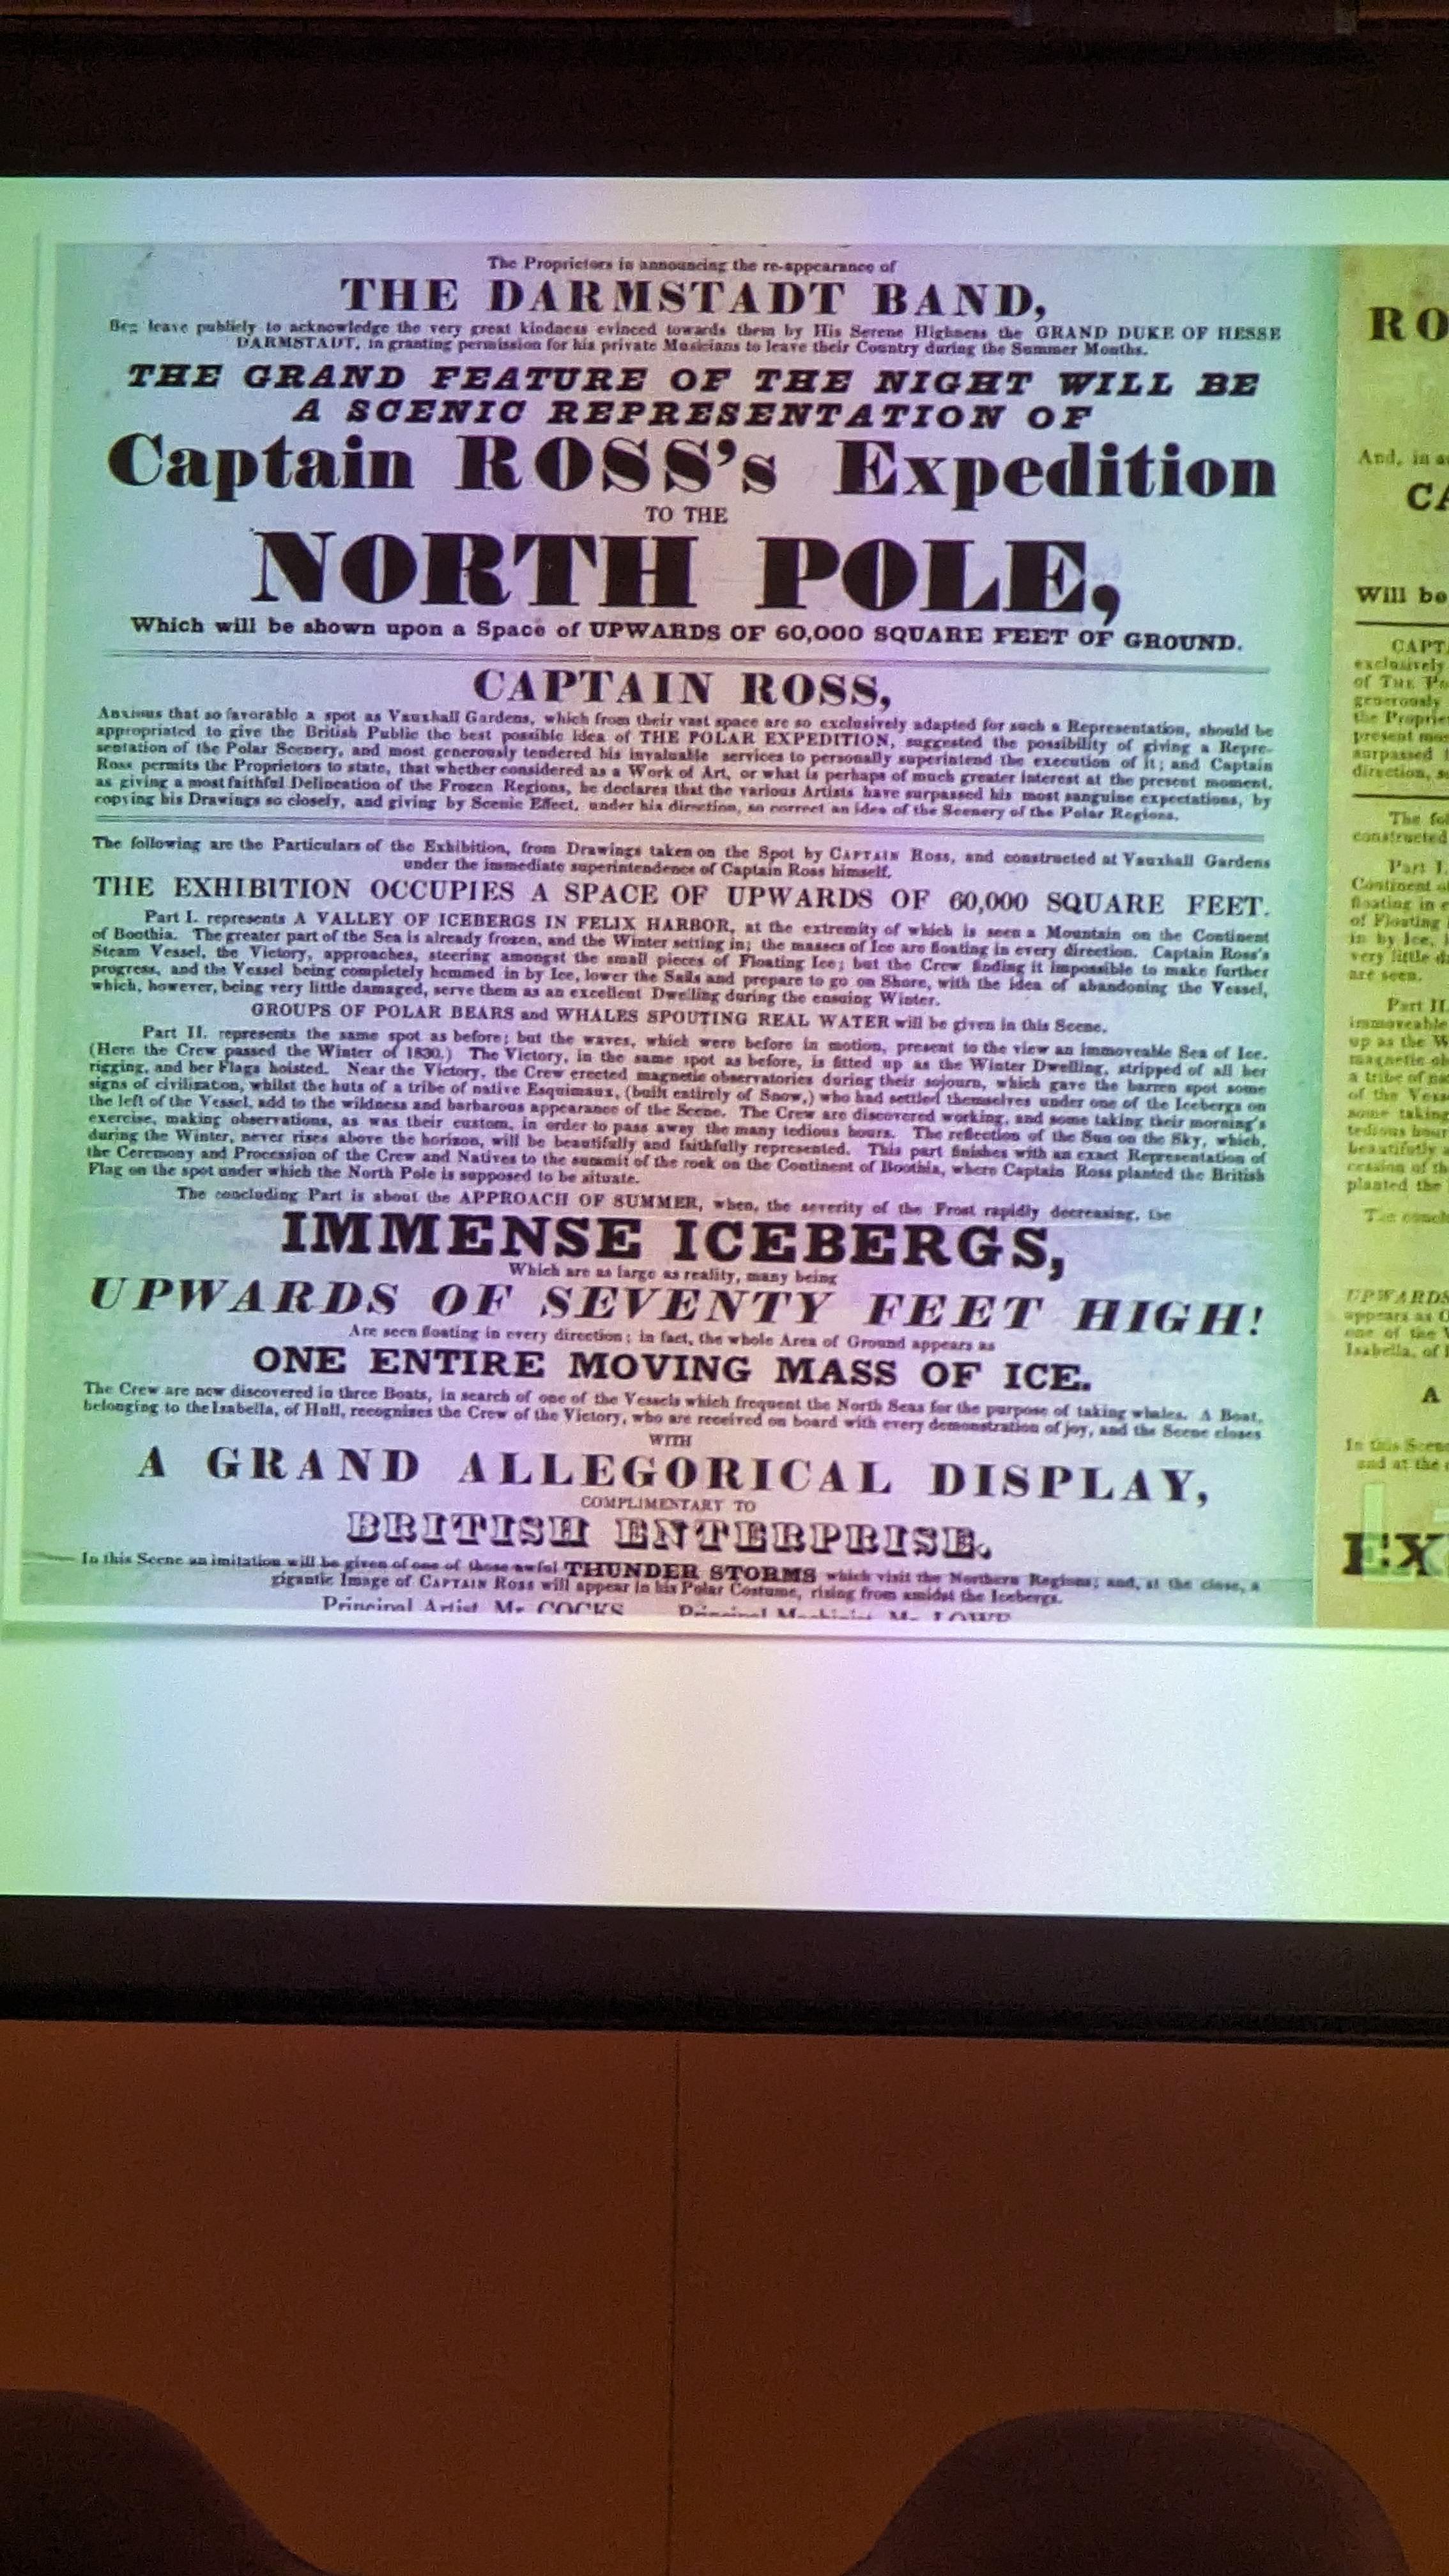 The Proprietors in announcing the re-appearance of
THE DARMSTADT BAND,
Beg leave publicly to acknowledge the very great kindness evinced towards them by His Serene Highness the GRAND DUKE OF HESSE
DARMSTADT, in granting permission for his private Musicians to leave their Country during the Summer Months.
THE GRAND FEATURE OF THE NIGHT WILL BE
A SCENIC REPRESENTATION OF
Captain ROSS's Expedition
TO THE
NORTH POLE,
Which will be shown upon a Space of UPWARDS OF 60,000 SQUARE FEET OF GROUND.
CAPTAIN ROSS,
Anxious that so favorable a spot as Vauxhall Gardens, which from their vast space are so exclusively adapted for such a Representation, should be
appropriated to give the British Public the best possible idea of THE POLAR EXPEDITION, suggested the possibility of giving a Repre-
sentation of the Polar Scenery, and most generously tendered his invaluable services to personally superintend the execution of it; and Captain
Ross permits the Proprietors to state, that whether considered as a Work of Art, or what is perhaps of much greater interest at the present moment,
as giving a most faithful Delineation of the Frozen Regions, he declares that the various Artists have surpassed his most sanguine expectations, by
copying his Drawings so closely, and giving by Scenic Effect, under his direction, so correct an idea of the Scenery of the Polar Regions.
The following are the Particulars of the Exhibition, from Drawings taken on the Spot by CAPTAIN Ross, and constructed at Vauxhall Gardens
under the immediate superintendence of Captain Ross himself.
THE EXHIBITION OCCUPIES A SPACE OF UPWARDS OF 60,000 SQUARE FEET.
Part I. represents A VALLEY OF ICEBERGS IN FELIX HARBOR, at the extremity of which is seen a Mountain on the Continent
of Boothia. The greater part of the Sea is already frozen, and the Winter setting in; the masses of Ice are floating in every direction. Captain Ross's
Steam Vessel, the Victory, approaches, steering amongst the small pieces of Floating Ice; but the Crew finding it impossible to make further
progress, and the Vessel being completely hemmed in by Ice, lower the Sails and prepare to go on Shore, with the idea of abandoning the Vessel,
which, however, being very little damaged, serve them as an excellent Dwelling during the ensuing Winter.
GROUPS OF POLAR BEARS and WHALES SPOUTING REAL WATER will be given in this Scene.
Part II. represents the same spot as before; but the waves, which were before in motion, present to the view an immoveable Sea of Ice.
(Here the Crew passed the Winter of 1830.) The Victory, in the same spot as before, is fitted up as the Winter Dwelling, stripped of all her
rigging, and her Flags hoisted. Near the Victory, the Crew erected magnetic observatories during their sojourn, which gave the barren spot some
signs of civilization, whilst the huts of a tribe of native Esquimaux, (built entirely of Snow,) who had settled themselves under one of the Icebergs on
the left of the Vessel, add to the wildness and barbarous appearance of the Scene. The Crew are discovered working, and some taking their morning's
exercise, making observations, as was their custom, in order to pass away the many tedious hours. The reflection of the Sun on the Sky, which,
during the Winter, never rises above the horizon, will be beautifully and faithfully represented. This part finishes with an exact Representation of
the Ceremony and Procession of the Crew and Natives to the summit of the rock on the Continent of Boothia, where Captain Ross planted the British
Flag on the spot under which the North Pole is supposed to be situate.
The concluding Part is about the APPROACH OF SUMMER, when, the severity of the Frost rapidly decreasing, the
IMMENSE ICEBERGS,
Which are as large as reality, many being
UPWARDS OF SEVENTY FEET HIGH!
Are seen floating in every direction; in fact, the whole Area of Ground appears as
ONE ENTIRE MOVING MASS OF ICE.
The Crew are now discovered in three Boats, in search of one of the Vessels which frequent the North Seas for the purpose of taking whales. A Boat,
belonging to the Isabella, of Hull, recognizes the Crew of the Victory, who are received on board with every demonstration of joy, and the Scene closes
WITH
A GRAND ALLEGORICAL DISPLAY,
COMPLIMENTARY TO
BRITISH ENTERPRISE.
In this Scene an imitation will be given of one of those awful THUNDER STORMS which visit the Northern Regions; and, at the close, a
gigantic Image of CAPTAIN Ross will appear in his Polar Costume, rising from amidst the Icebergs.
Principal Artist, Mr. COCKS Principal Machinist, Mr. LOWE
RO
And, in
CA
Will be
CAPT
exclusively
of THE
generously
the Proprie
present
surpassed
direction,
The fol
constructed
Part I.
Continent
floating in
of Floating
in by Ice,
very little
are seen.
Part II.
immoveable
up as the W
magnetic
a tribe of
of the Vess
some taking
tedious hour
beautifully
cession of
planted the
UPWARDS
appears as
one of the
Isabella, of
A
In this Scene
and at the
EX